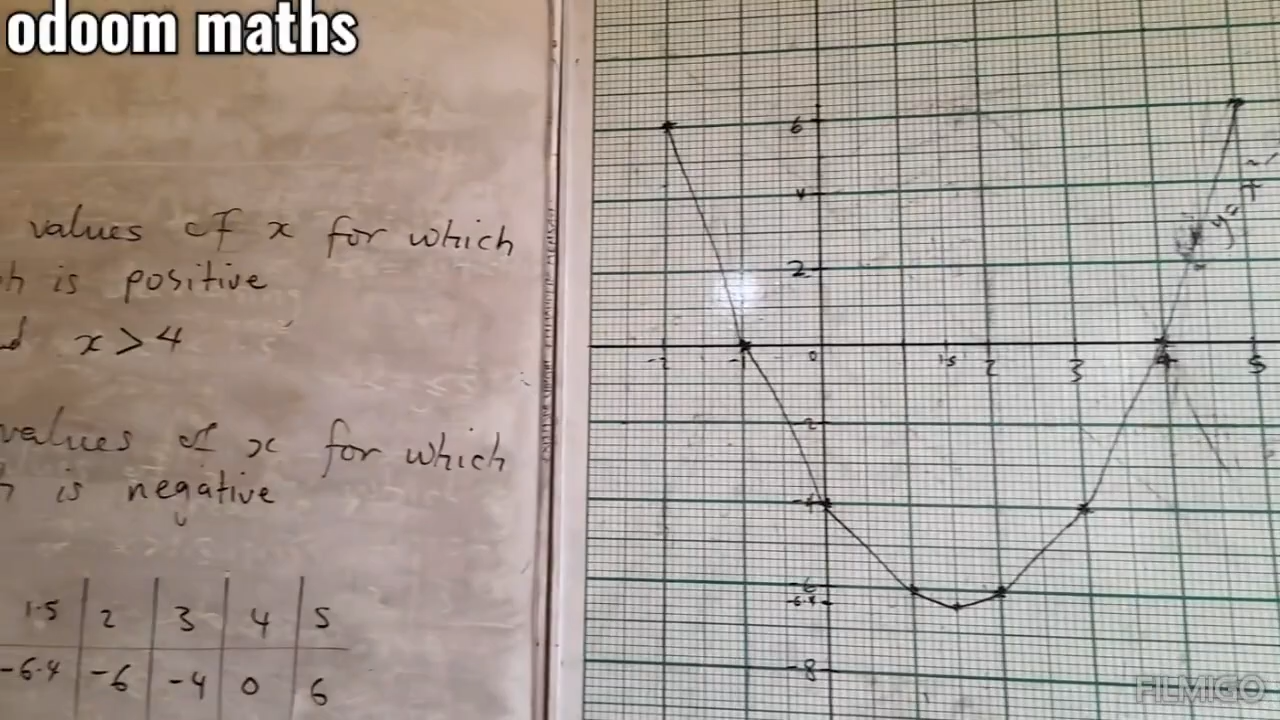 odoom maths
values of x for which
h is positive
x > 4
values of x for which
h is negative
1.5 2 3 4 5
-6.4 -6 -4 0 6
6
4
2
-2 -1 0 1.5 2 3 4 5
-2
-4
-6
-6.4
-8
y =
FILMIGO